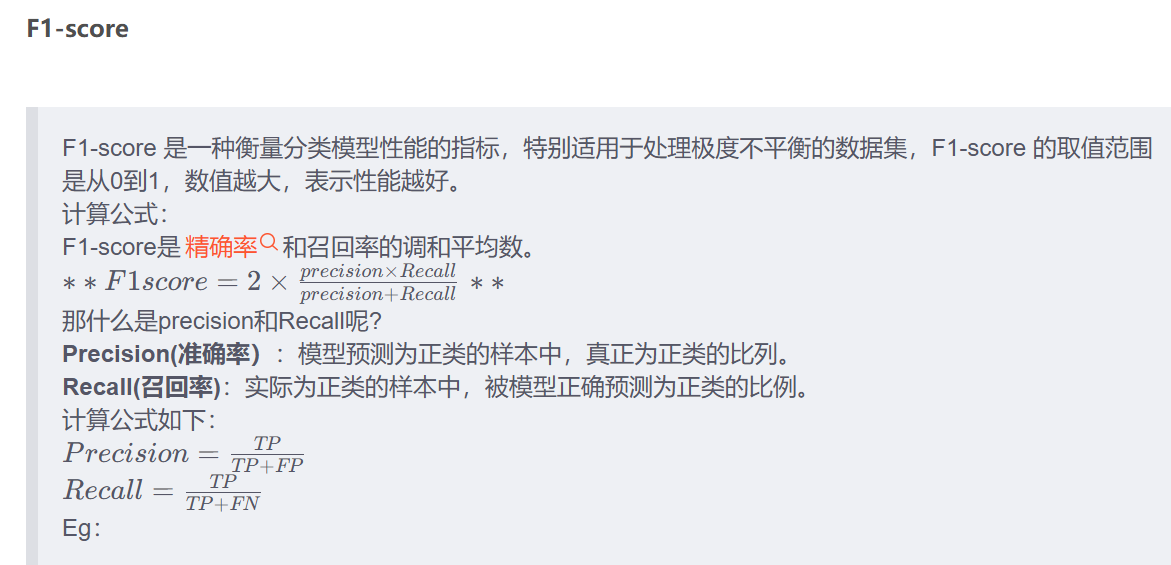 F1-score
F1-score 是一种衡量分类模型性能的指标，特别适用于处理极度不平衡的数据集，F1-score 的取值范围
是从0到1，数值越大，表示性能越好。
计算公式：
F1-score是 精确率 和召回率的调和平均数。
** F1score = 2 × \frac{precision×Recall}{precision+Recall} **
那什么是precision和Recall呢？
Precision(准确率) ：模型预测为正类的样本中，真正为正类的比列。
Recall(召回率)：实际为正类的样本中，被模型正确预测为正类的比例。
计算公式如下：
Precision = \frac{TP}{TP+FP}
Recall = \frac{TP}{TP+FN}
Eg：